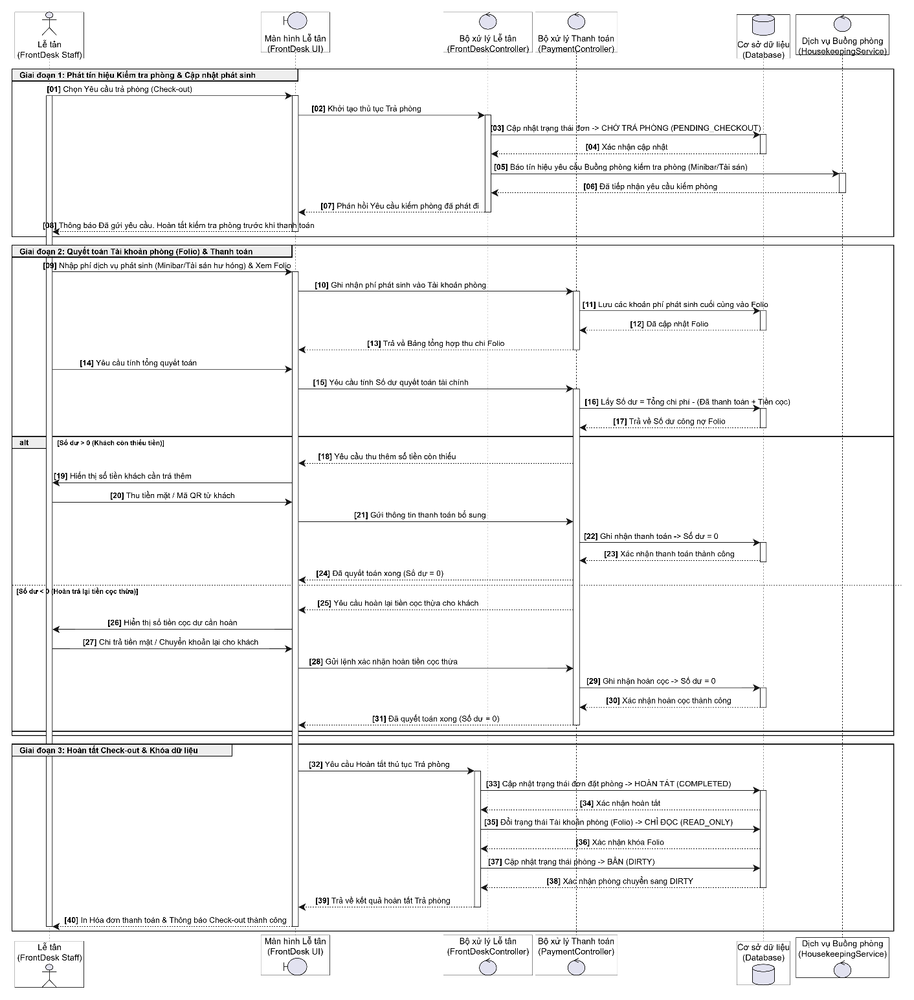 Lễ tân
(FrontDesk Staff)
Màn hình Lễ tân
(FrontDesk UI)
Bộ xử lý Lễ tân
(FrontDeskController)
Bộ xử lý Thanh toán
(PaymentController)
Cơ sở dữ liệu
(Database)
Dịch vụ Buồng phòng
(HousekeepingService)
Giai đoạn 1: Phát tín hiệu Kiểm tra phòng & Cập nhật phát sinh
[01] Chọn Yêu cầu trả phòng (Check-out)
[02] Khởi tạo thủ tục Trả phòng
[03] Cập nhật trạng thái đơn -> CHỜ TRẢ PHÒNG (PENDING_CHECKOUT)
[04] Xác nhận cập nhật
[05] Báo tín hiệu yêu cầu Buồng phòng kiểm tra phòng (Minibar/Tài sản)
[06] Đã tiếp nhận yêu cầu kiểm phòng
[07] Phản hồi Yêu cầu kiểm phòng đã phát đi
[08] Thông báo Đã gửi yêu cầu. Hoàn tất kiểm tra phòng trước khi thanh toán
Giai đoạn 2: Quyết toán Tài khoản phòng (Folio) & Thanh toán
[09] Nhập phí dịch vụ phát sinh (Minibar/Tài sản hư hỏng) & Xem Folio
[10] Ghi nhận phí phát sinh vào Tài khoản phòng
[11] Lưu các khoản phí phát sinh cuối cùng vào Folio
[12] Đã cập nhật Folio
[13] Trả về Bảng tổng hợp thu chi Folio
[14] Yêu cầu tính tổng quyết toán
[15] Yêu cầu tính Số dư quyết toán tài chính
[16] Lấy Số dư = Tổng chi phí - (Đã thanh toán + Tiền cọc)
[17] Trả về Số dư công nợ Folio
alt
[Số dư > 0 (Khách còn thiếu tiền)]
[18] Yêu cầu thu thêm số tiền còn thiếu
[19] Hiển thị số tiền khách cần trả thêm
[20] Thu tiền mặt / Mã QR từ khách
[21] Gửi thông tin thanh toán bổ sung
[22] Ghi nhận thanh toán -> Số dư = 0
[23] Xác nhận thanh toán thành công
[24] Đã quyết toán xong (Số dư = 0)
[Số dư < 0 (Hoàn trả lại tiền cọc thừa)]
[25] Yêu cầu hoàn lại tiền cọc thừa cho khách
[26] Hiển thị số tiền cọc dư cần hoàn
[27] Chi trả tiền mặt / Chuyển khoản lại cho khách
[28] Gửi lệnh xác nhận hoàn tiền cọc thừa
[29] Ghi nhận hoàn cọc -> Số dư = 0
[30] Xác nhận hoàn cọc thành công
[31] Đã quyết toán xong (Số dư = 0)
Giai đoạn 3: Hoàn tất Check-out & Khóa dữ liệu
[32] Yêu cầu Hoàn tất thủ tục Trả phòng
[33] Cập nhật trạng thái đơn đặt phòng -> HOÀN TẤT (COMPLETED)
[34] Xác nhận hoàn tất
[35] Đổi trạng thái Tài khoản phòng (Folio) -> CHỈ ĐỌC (READ_ONLY)
[36] Xác nhận khóa Folio
[37] Cập nhật trạng thái phòng -> BẨN (DIRTY)
[38] Xác nhận phòng chuyển sang DIRTY
[39] Trả về kết quả hoàn tất Trả phòng
[40] In Hóa đơn thanh toán & Thông báo Check-out thành công
Lễ tân
(FrontDesk Staff)
Màn hình Lễ tân
(FrontDesk UI)
Bộ xử lý Lễ tân
(FrontDeskController)
Bộ xử lý Thanh toán
(PaymentController)
Cơ sở dữ liệu
(Database)
Dịch vụ Buồng phòng
(HousekeepingService)